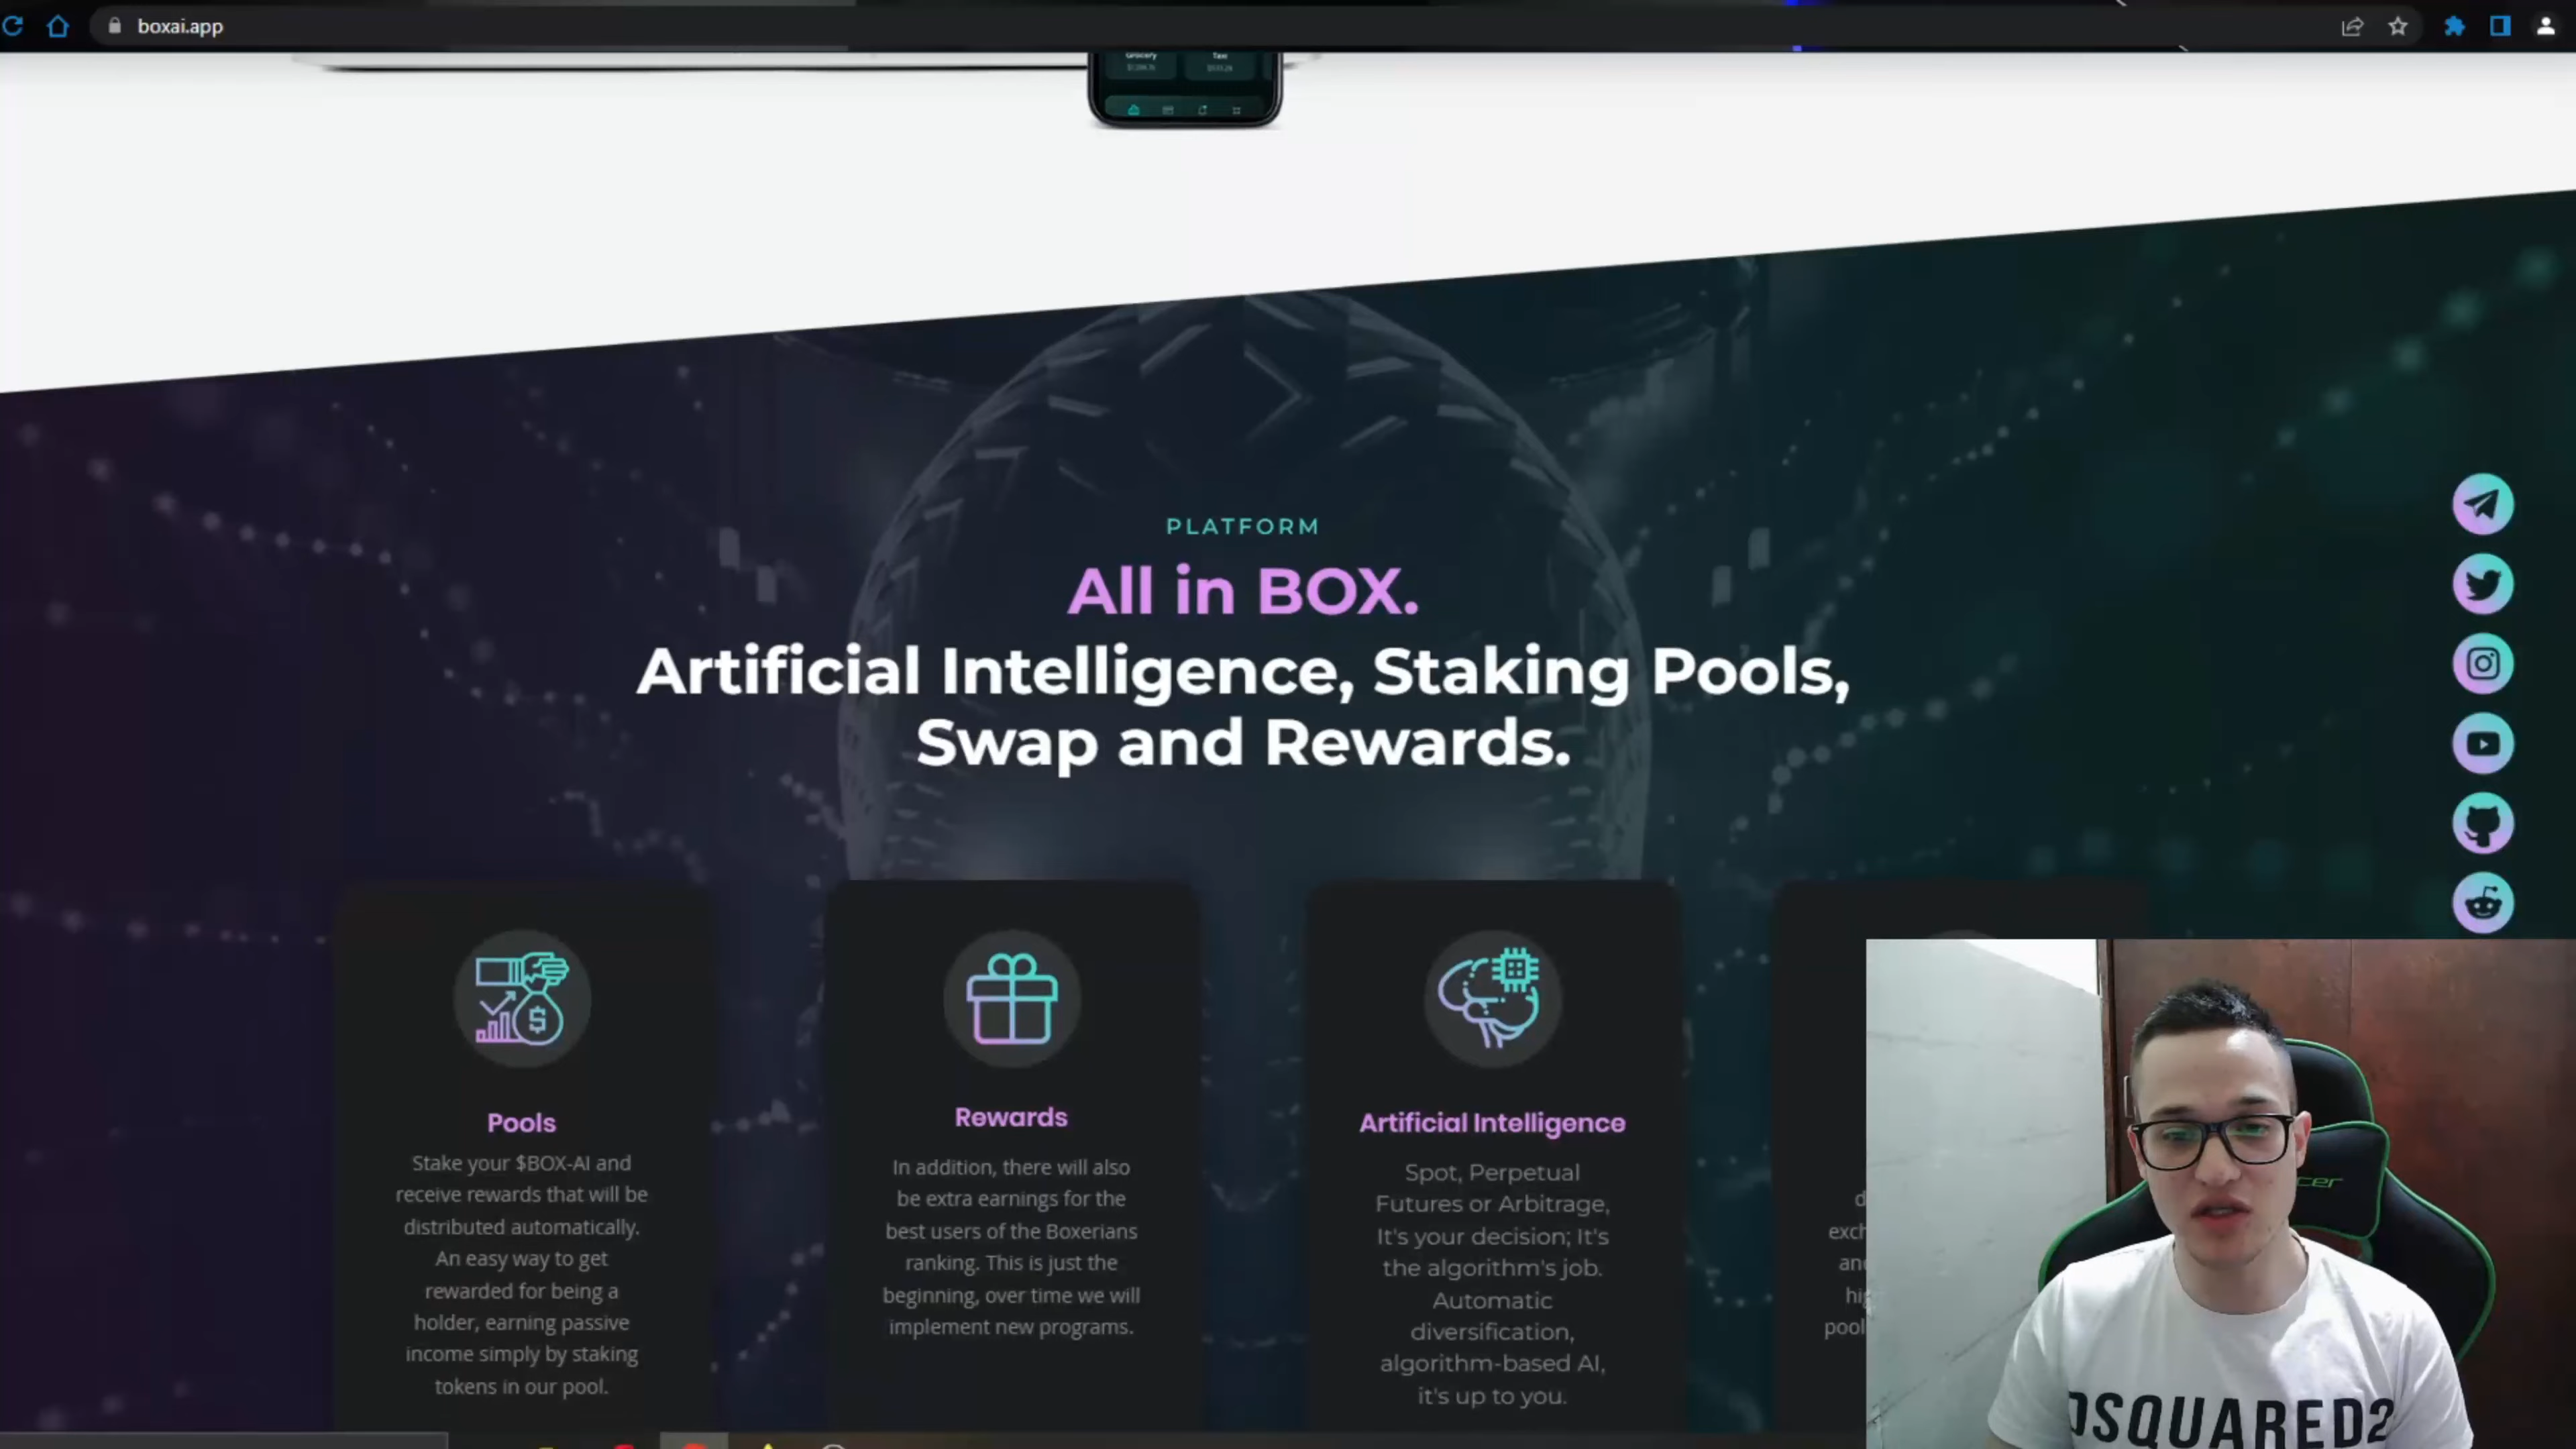 boxai.app
Grocery
Taxi
PLATFORM
All in BOX.
Artificial Intelligence, Staking Pools,
Swap and Rewards.
Pools
Stake your $BOX-AI and
receive rewards that will be
distributed automatically.
An easy way to get
rewarded for being a
holder, earning passive
income simply by staking
tokens in our pool.
Rewards
In addition, there will also
be extra earnings for the
best users of the Boxerians
ranking. This is just the
beginning, over time we will
implement new programs.
Artificial Intelligence
Spot, Perpetual
Futures or Arbitrage,
It's your decision; It's
the algorithm's job.
Automatic
diversification,
algorithm-based AI,
it's up to you.
DSQUARED2